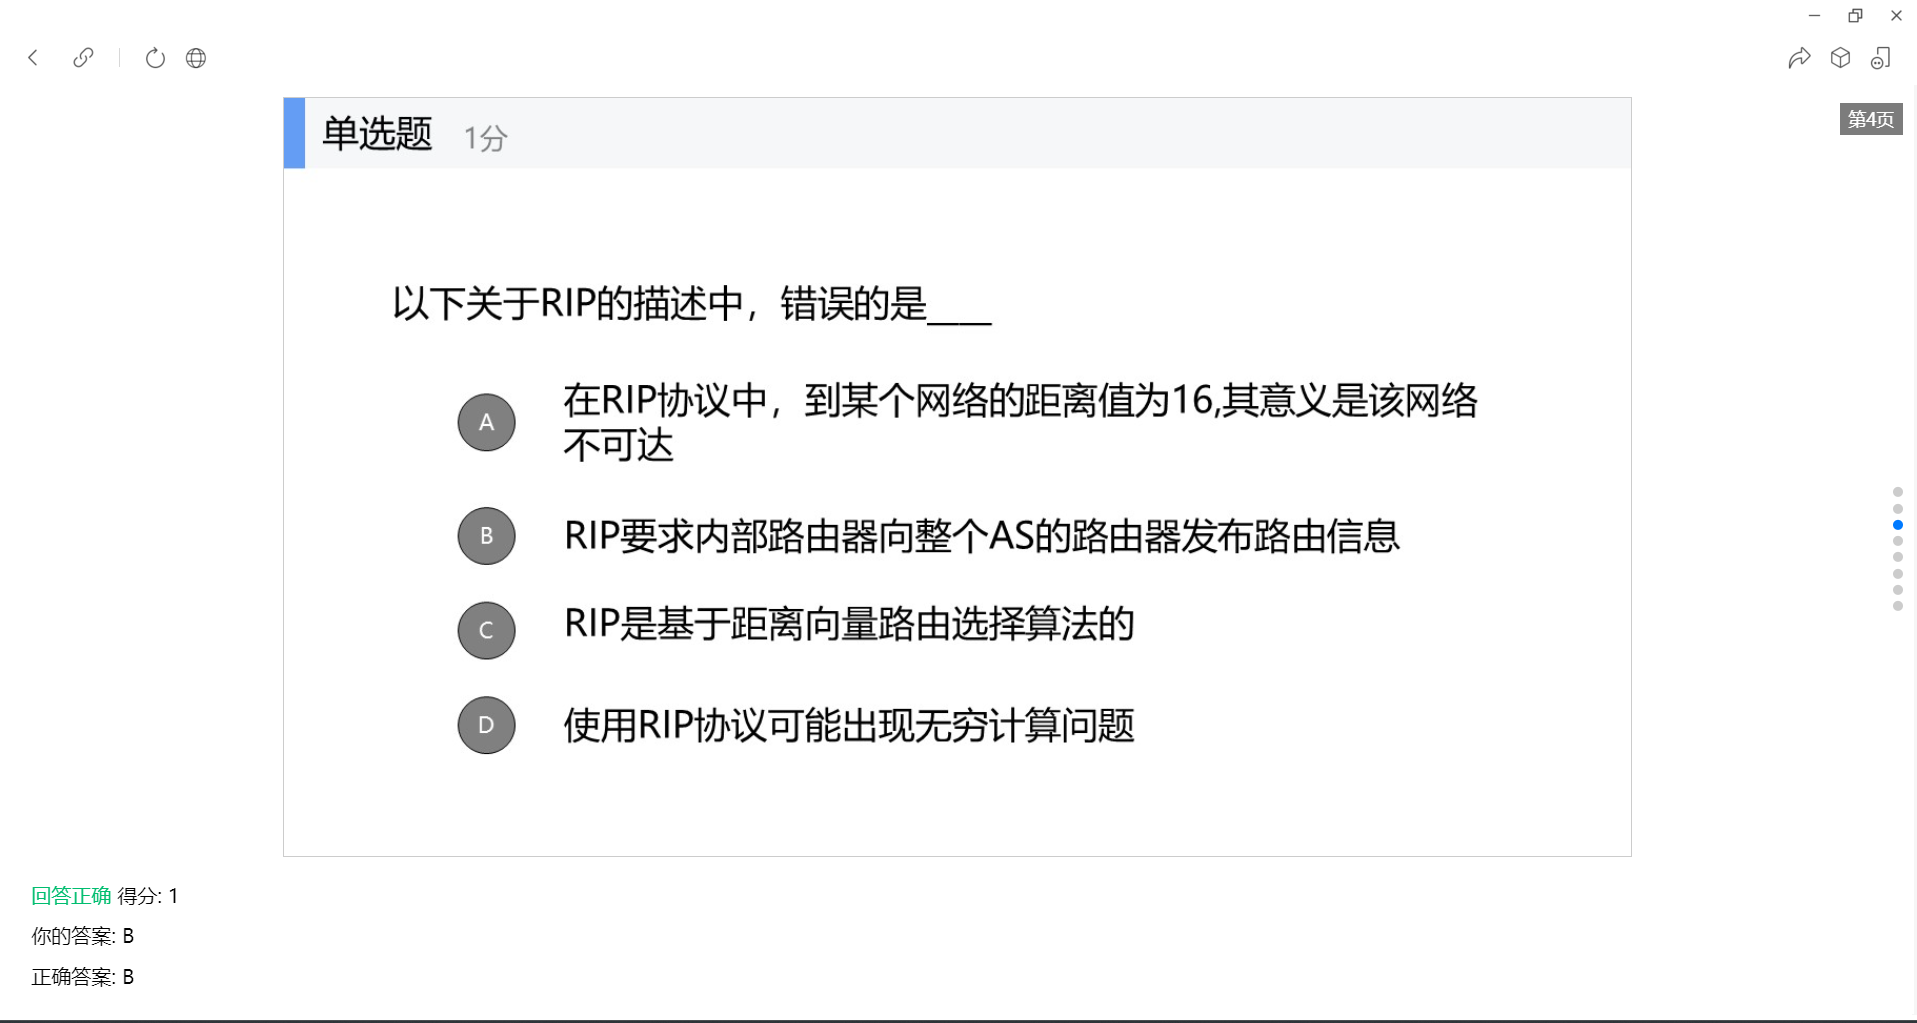 第4页
单选题 1分
以下关于RIP的描述中，错误的是____
A 在RIP协议中，到某个网络的距离值为16,其意义是该网络
不可达
B RIP要求内部路由器向整个AS的路由器发布路由信息
C RIP是基于距离向量路由选择算法的
D 使用RIP协议可能出现无穷计算问题
回答正确 得分: 1
你的答案: B
正确答案: B